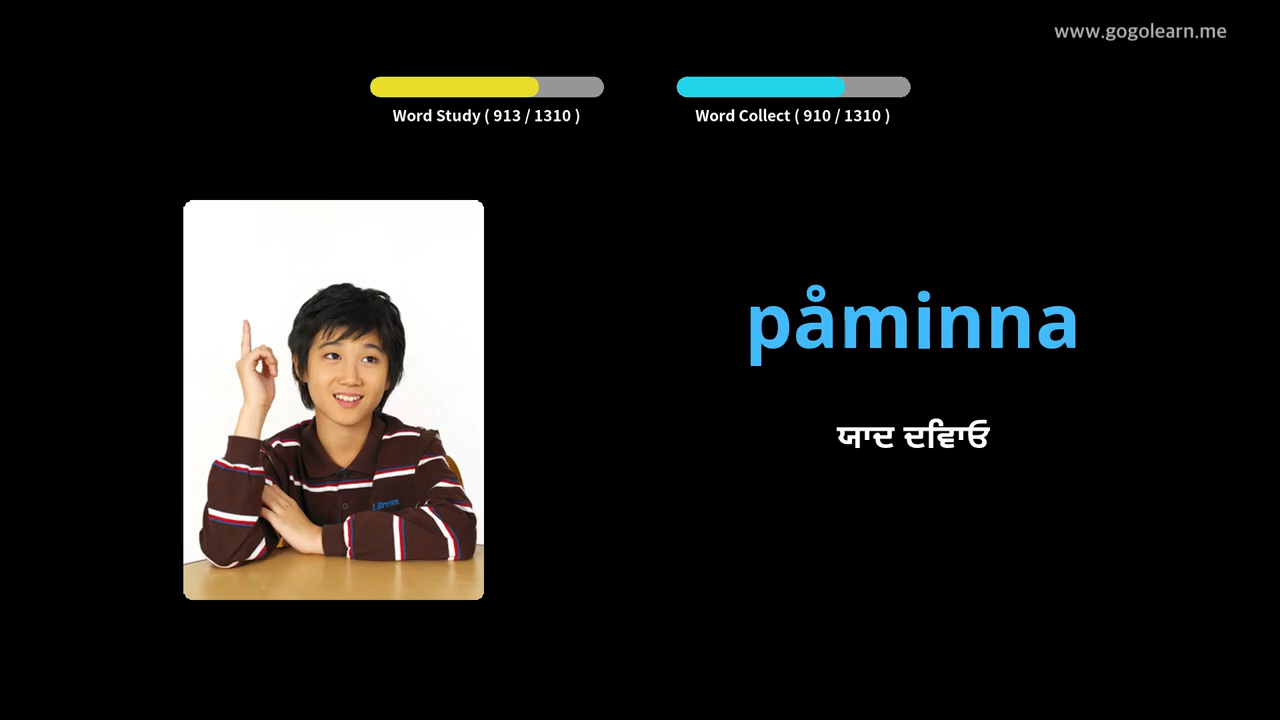 www.gogolearn.me
Word Study ( 913 / 1310 )
Word Collect ( 910 / 1310 )
påminna
ਯਾਦ ਦਵਿਾਓ